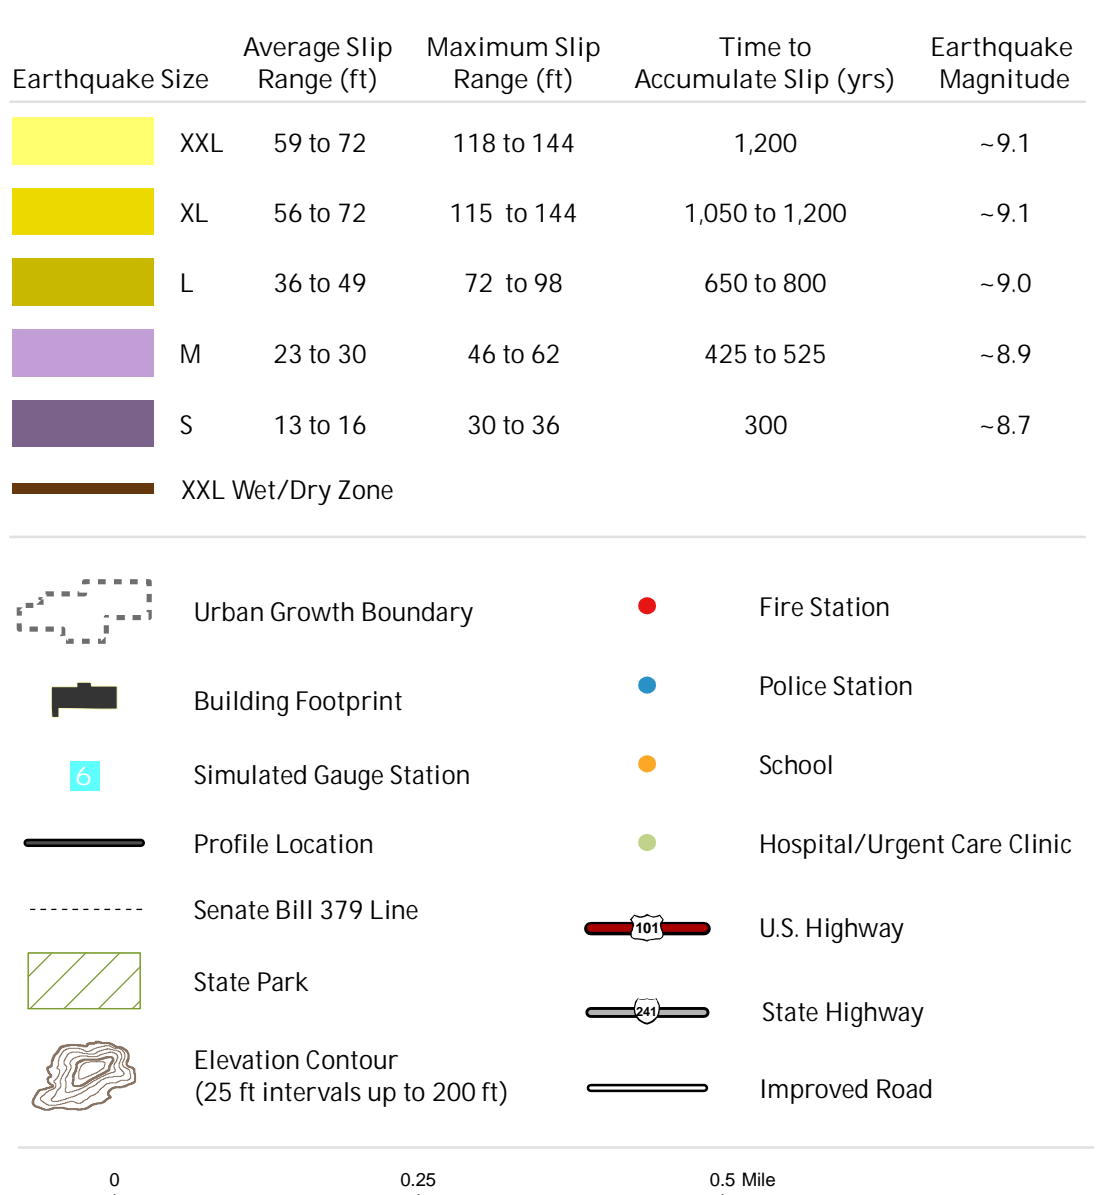 Earthquake Size Average Slip Range (ft) Maximum Slip Range (ft) Time to Accumulate Slip (yrs) Earthquake Magnitude
XXL 59 to 72 118 to 144 1,200 ~9.1
XL 56 to 72 115 to 144 1,050 to 1,200 ~9.1
L 36 to 49 72 to 98 650 to 800 ~9.0
M 23 to 30 46 to 62 425 to 525 ~8.9
S 13 to 16 30 to 36 300 ~8.7
XXL Wet/Dry Zone
Urban Growth Boundary
Building Footprint
6 Simulated Gauge Station
Profile Location
Senate Bill 379 Line
State Park
Elevation Contour
(25 ft intervals up to 200 ft)
Fire Station
Police Station
School
Hospital/Urgent Care Clinic
101 U.S. Highway
241 State Highway
Improved Road
0 0.25 0.5 Mile